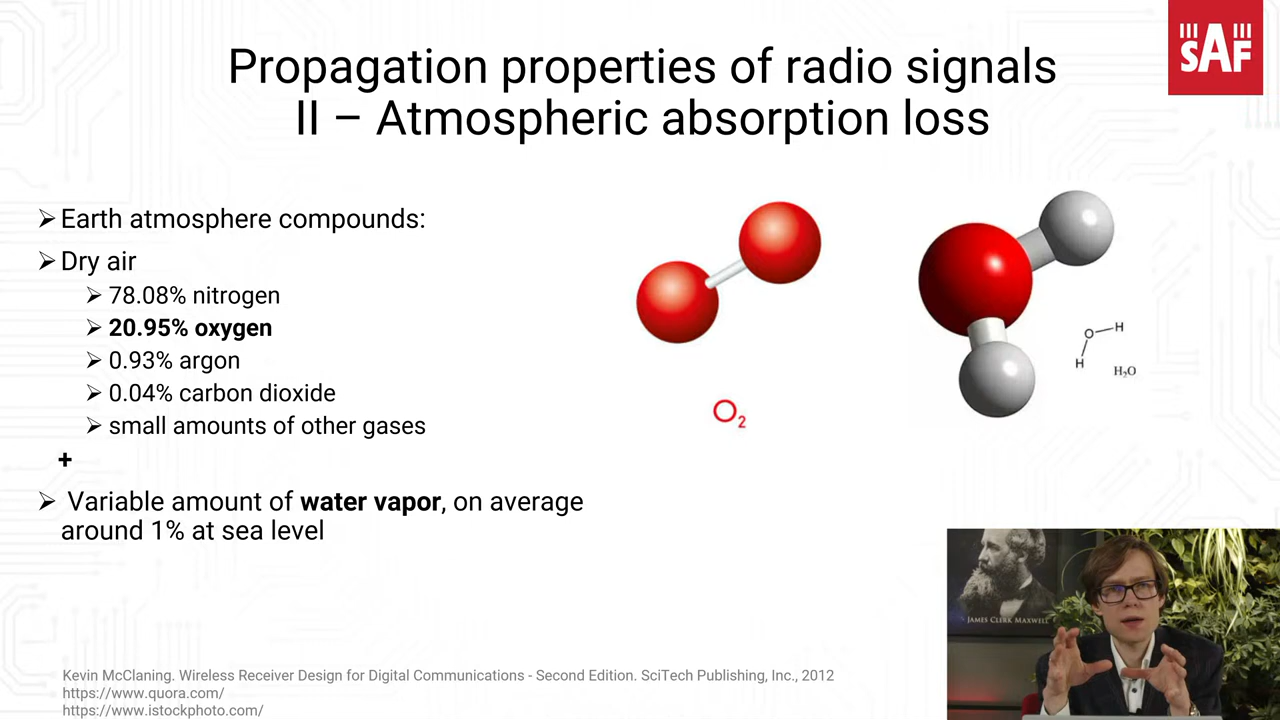 Propagation properties of radio signals
II – Atmospheric absorption loss
SAF
➢ Earth atmosphere compounds:
➢ Dry air
➢ 78.08% nitrogen
➢ 20.95% oxygen
➢ 0.93% argon
➢ 0.04% carbon dioxide
➢ small amounts of other gases
+
➢ Variable amount of water vapor, on average
around 1% at sea level
O₂
O H
H
H₂O
JAMES CLERK MAXWELL
Kevin McClaning. Wireless Receiver Design for Digital Communications - Second Edition. SciTech Publishing, Inc., 2012
https://www.quora.com/
https://www.istockphoto.com/